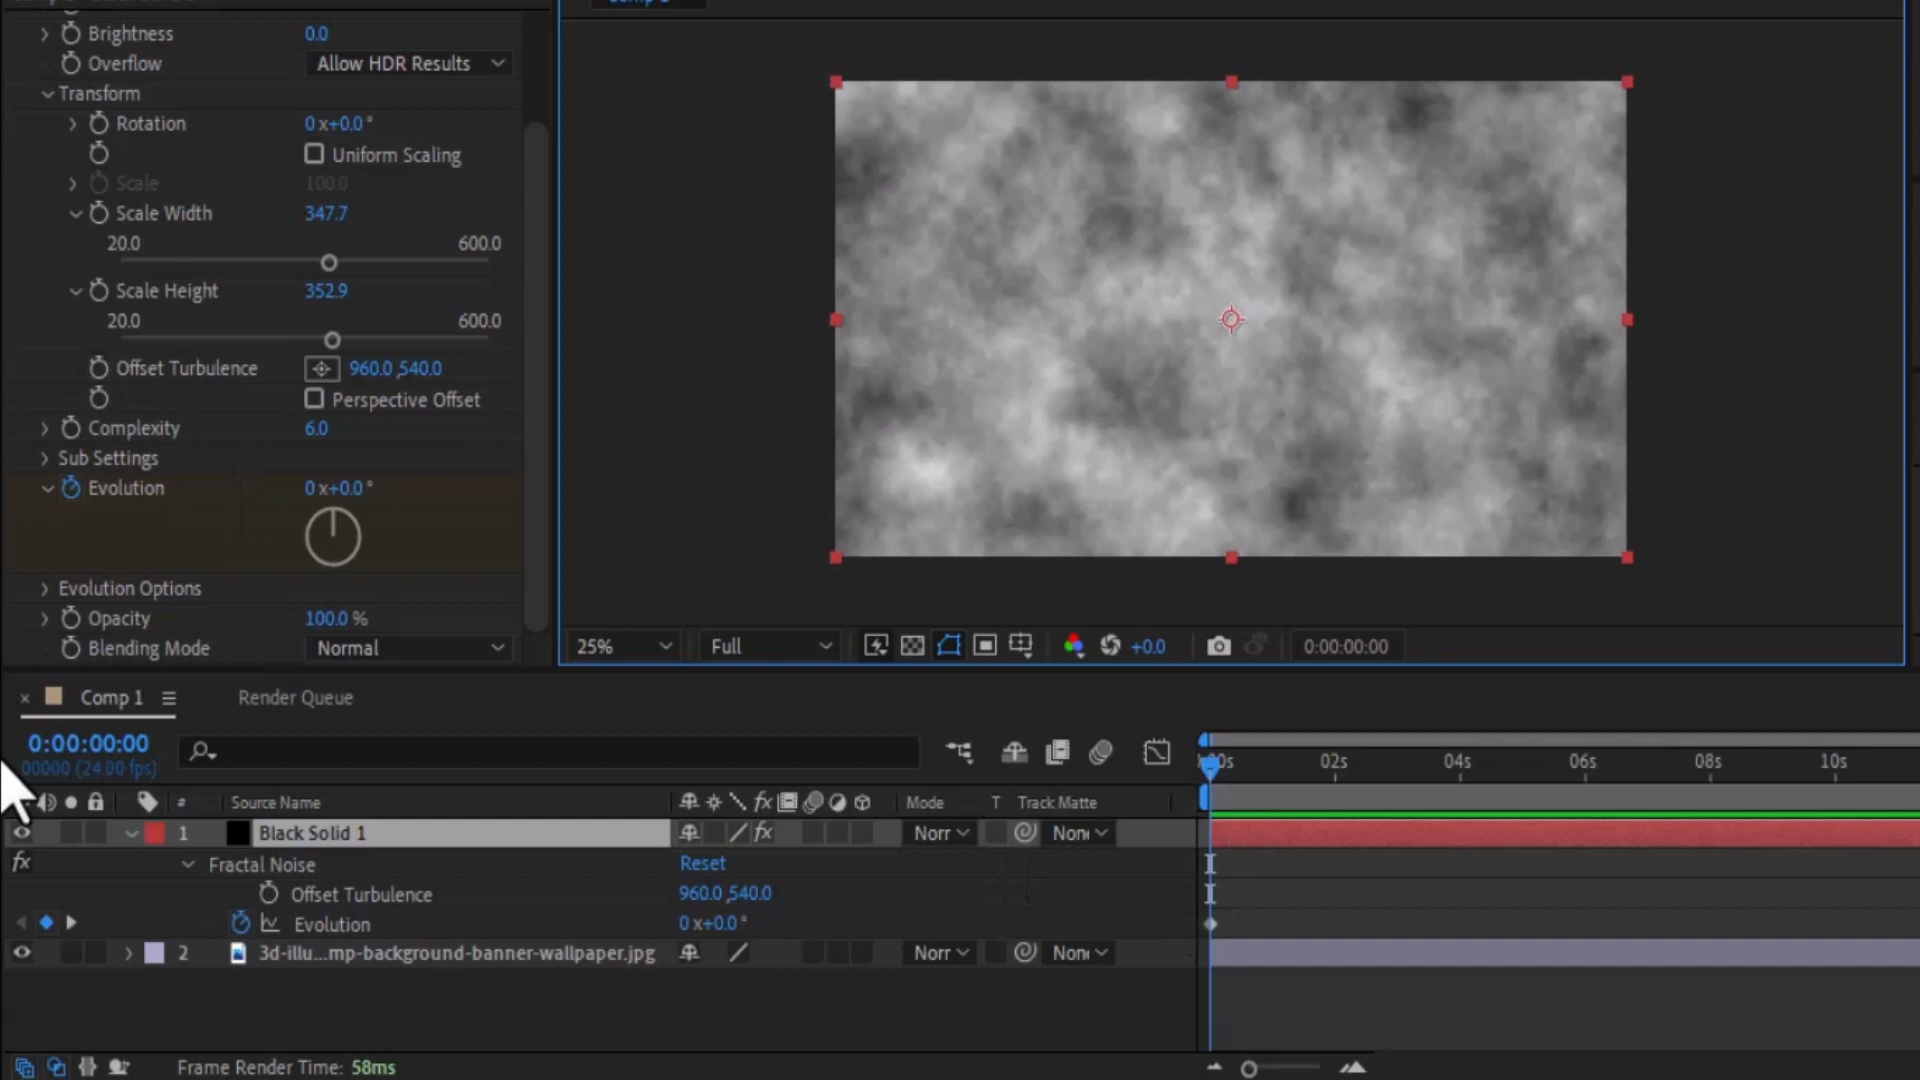 Brightness 0.0
Overflow Allow HDR Results
Transform
Rotation 0 x+0.0 °
Uniform Scaling
Scale 100.0
Scale Width 347.7
20.0 600.0
Scale Height 352.9
20.0 600.0
Offset Turbulence 960.0 ,540.0
Perspective Offset
Complexity 6.0
Sub Settings
Evolution 0 x+0.0 °
Evolution Options
Opacity 100.0 %
Blending Mode Normal
25% Full +0.0 0:00:00:00
Comp 1 Render Queue
0:00:00:00
00000 (24.00 fps)
02s 04s 06s 08s 10s
# Source Name fx Mode T Track Matte
1 Black Solid 1 fx Norr Non
fx Fractal Noise Reset
Offset Turbulence 960.0 ,540.0
Evolution 0 x+0.0 °
2 3d-illu...mp-background-banner-wallpaper.jpg Norr Non
Frame Render Time: 58ms